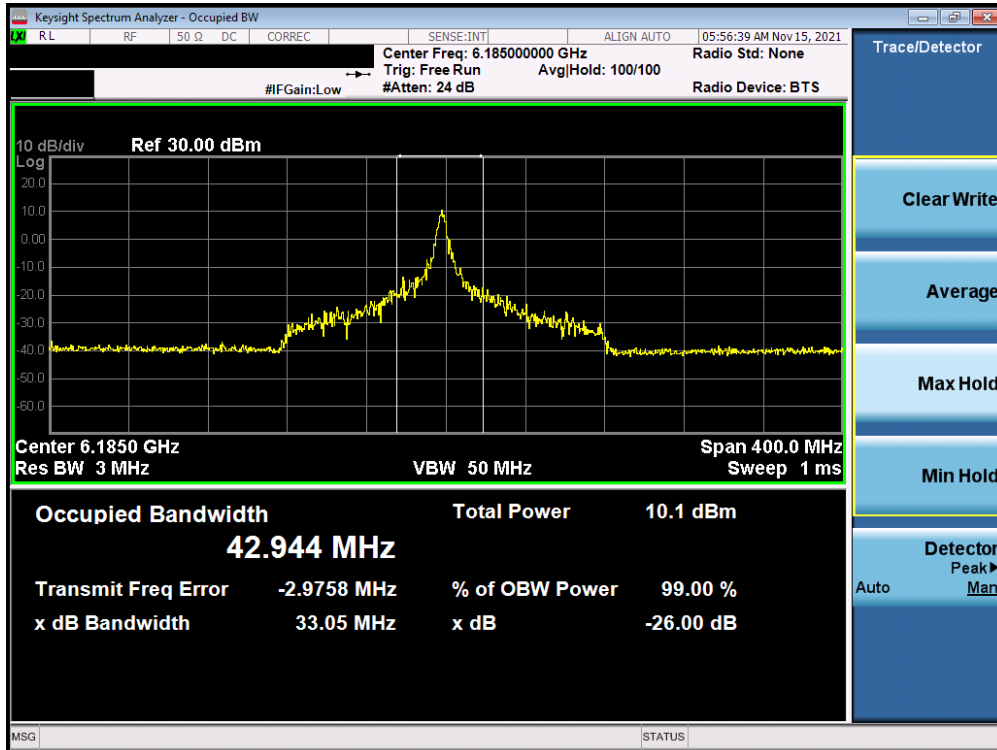 Keysight Spectrum Analyzer - Occupied BW
LXI RL RF 50 Ω DC CORREC SENSE:INT ALIGN AUTO 05:56:39 AM Nov 15, 2021
Center Freq: 6.185000000 GHz Radio Std: None
Trig: Free Run Avg|Hold: 100/100
#IFGain:Low #Atten: 24 dB Radio Device: BTS
Trace/Detector
10 dB/div Ref 30.00 dBm
Log
20.0
10.0
0.00
-10.0
-20.0
-30.0
-40.0
-50.0
-60.0
Center 6.1850 GHz Span 400.0 MHz
Res BW 3 MHz VBW 50 MHz Sweep 1 ms
Occupied Bandwidth Total Power 10.1 dBm
42.944 MHz
Transmit Freq Error -2.9758 MHz % of OBW Power 99.00 %
x dB Bandwidth 33.05 MHz x dB -26.00 dB
Clear Write
Average
Max Hold
Min Hold
Detector
Peak▶
Auto Man
MSG STATUS